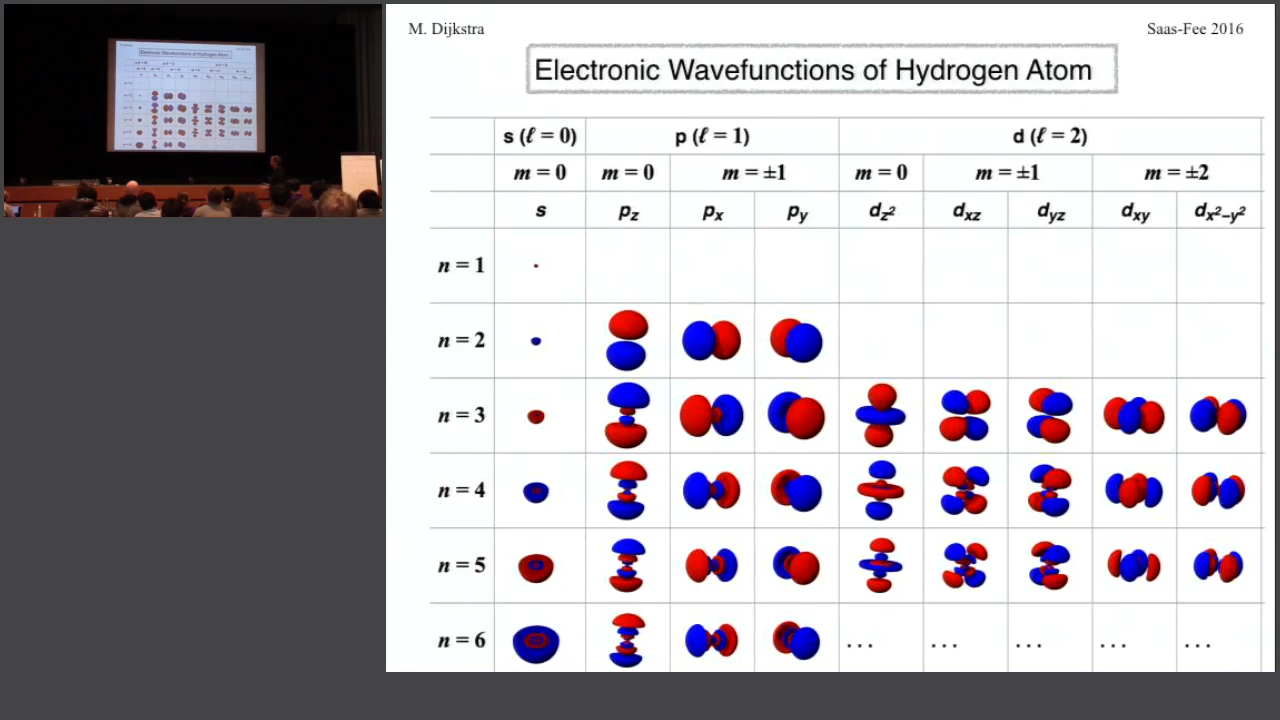 M. Dijkstra Saas-Fee 2016
Electronic Wavefunctions of Hydrogen Atom
s (ℓ = 0) p (ℓ = 1) d (ℓ = 2)
m = 0 m = 0 m = ±1 m = 0 m = ±1 m = ±2
s pz px py dz² dxz dyz dxy dx²−y²
n = 1
n = 2
n = 3
n = 4
n = 5
n = 6 ... ... ... ... ...